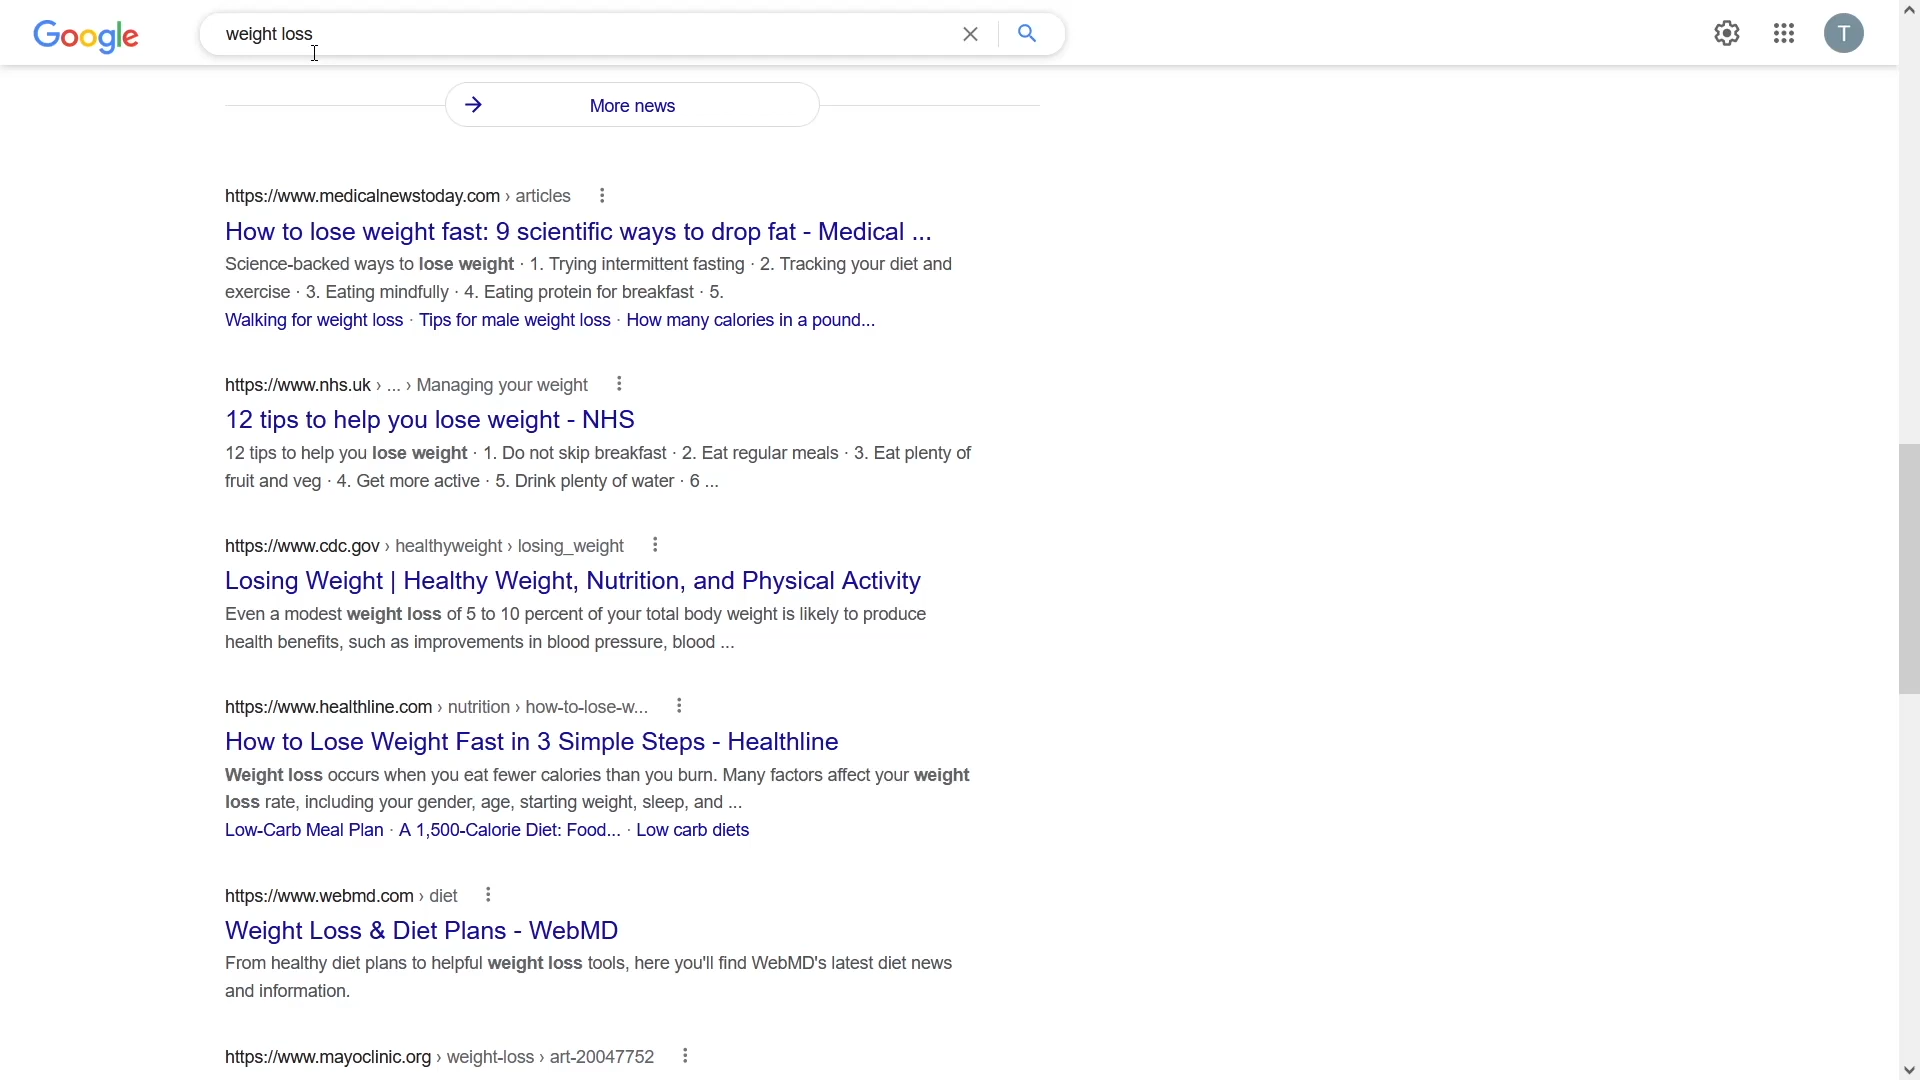 Google
weight loss
T
More news
https://www.medicalnewstoday.com › articles
How to lose weight fast: 9 scientific ways to drop fat - Medical ...
Science-backed ways to lose weight · 1. Trying intermittent fasting · 2. Tracking your diet and
exercise · 3. Eating mindfully · 4. Eating protein for breakfast · 5.
Walking for weight loss · Tips for male weight loss · How many calories in a pound...
https://www.nhs.uk › ... › Managing your weight
12 tips to help you lose weight - NHS
12 tips to help you lose weight · 1. Do not skip breakfast · 2. Eat regular meals · 3. Eat plenty of
fruit and veg · 4. Get more active · 5. Drink plenty of water · 6 ...
https://www.cdc.gov › healthyweight › losing_weight
Losing Weight | Healthy Weight, Nutrition, and Physical Activity
Even a modest weight loss of 5 to 10 percent of your total body weight is likely to produce
health benefits, such as improvements in blood pressure, blood ...
https://www.healthline.com › nutrition › how-to-lose-w...
How to Lose Weight Fast in 3 Simple Steps - Healthline
Weight loss occurs when you eat fewer calories than you burn. Many factors affect your weight
loss rate, including your gender, age, starting weight, sleep, and ...
Low-Carb Meal Plan · A 1,500-Calorie Diet: Food... · Low carb diets
https://www.webmd.com › diet
Weight Loss & Diet Plans - WebMD
From healthy diet plans to helpful weight loss tools, here you'll find WebMD's latest diet news
and information.
https://www.mayoclinic.org › weight-loss › art-20047752